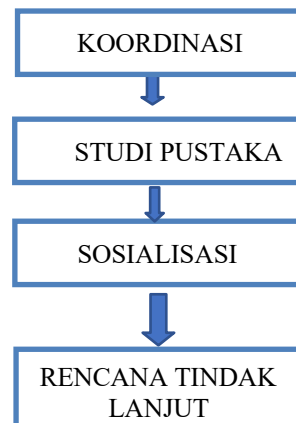 KOORDINASI
STUDI PUSTAKA
SOSIALISASI
RENCANA TINDAK
LANJUT